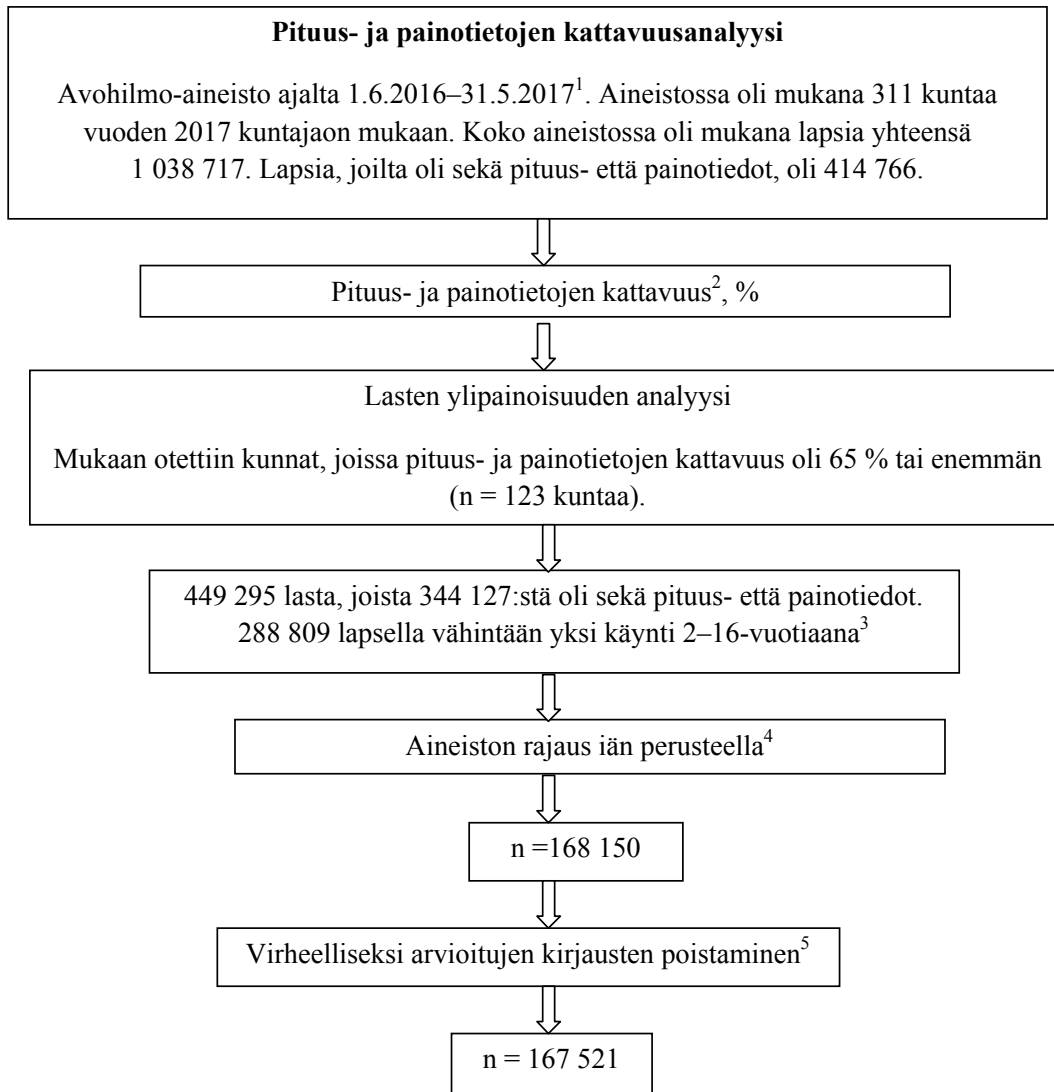 Pituus- ja painotietojen kattavuusanalyysi
Avohilmo-aineisto ajalta 1.6.2016–31.5.2017¹. Aineistossa oli mukana 311 kuntaa
vuoden 2017 kuntajaon mukaan. Koko aineistossa oli mukana lapsia yhteensä
1 038 717. Lapsia, joilta oli sekä pituus- että painotiedot, oli 414 766.
Pituus- ja painotietojen kattavuus², %
Lasten ylipainoisuuden analyysi
Mukaan otettiin kunnat, joissa pituus- ja painotietojen kattavuus oli 65 % tai enemmän
(n = 123 kuntaa).
449 295 lasta, joista 344 127:stä oli sekä pituus- että painotiedot.
288 809 lapsella vähintään yksi käynti 2–16-vuotiaana³
Aineiston rajaus iän perusteella⁴
n =168 150
Virheelliseksi arvioitujen kirjausten poistaminen⁵
n = 167 521